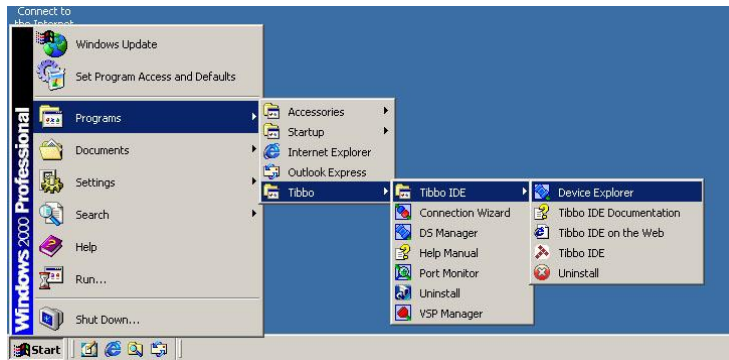 Connect to
the Internet
Windows Update
Set Program Access and Defaults
Programs
Documents
Settings
Search
Help
Run...
Shut Down...
Windows 2000 Professional
Accessories
Startup
Internet Explorer
Outlook Express
Tibbo
Tibbo IDE
Connection Wizard
DS Manager
Help Manual
Port Monitor
Uninstall
VSP Manager
Device Explorer
Tibbo IDE Documentation
Tibbo IDE on the Web
Tibbo IDE
Uninstall
Start